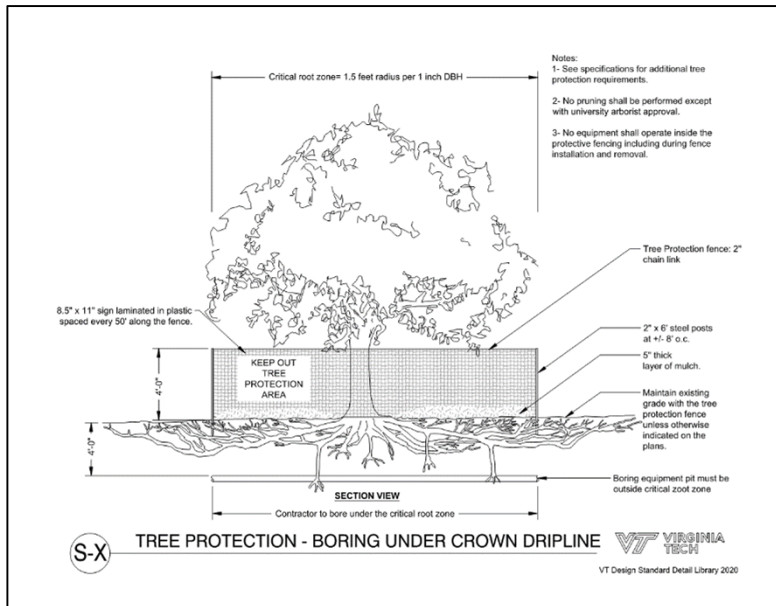 Critical root zone= 1.5 feet radius per 1 inch DBH
Notes:
1- See specifications for additional tree
protection requirements.
2- No pruning shall be performed except
with university arborist approval.
3- No equipment shall operate inside the
protective fencing including during fence
installation and removal.
Tree Protection fence: 2"
chain link
8.5" x 11" sign laminated in plastic
spaced every 50' along the fence.
2" x 6' steel posts
at +/- 8' o.c.
KEEP OUT
TREE
PROTECTION
AREA
4'-0"
5" thick
layer of mulch.
Maintain existing
grade with the tree
protection fence
unless otherwise
indicated on the
plans.
4'-0"
Boring equipment pit must be
outside critical zoot zone
SECTION VIEW
Contractor to bore under the critical root zone
S-X
TREE PROTECTION - BORING UNDER CROWN DRIPLINE
VT VIRGINIA
TECH
VT Design Standard Detail Library 2020